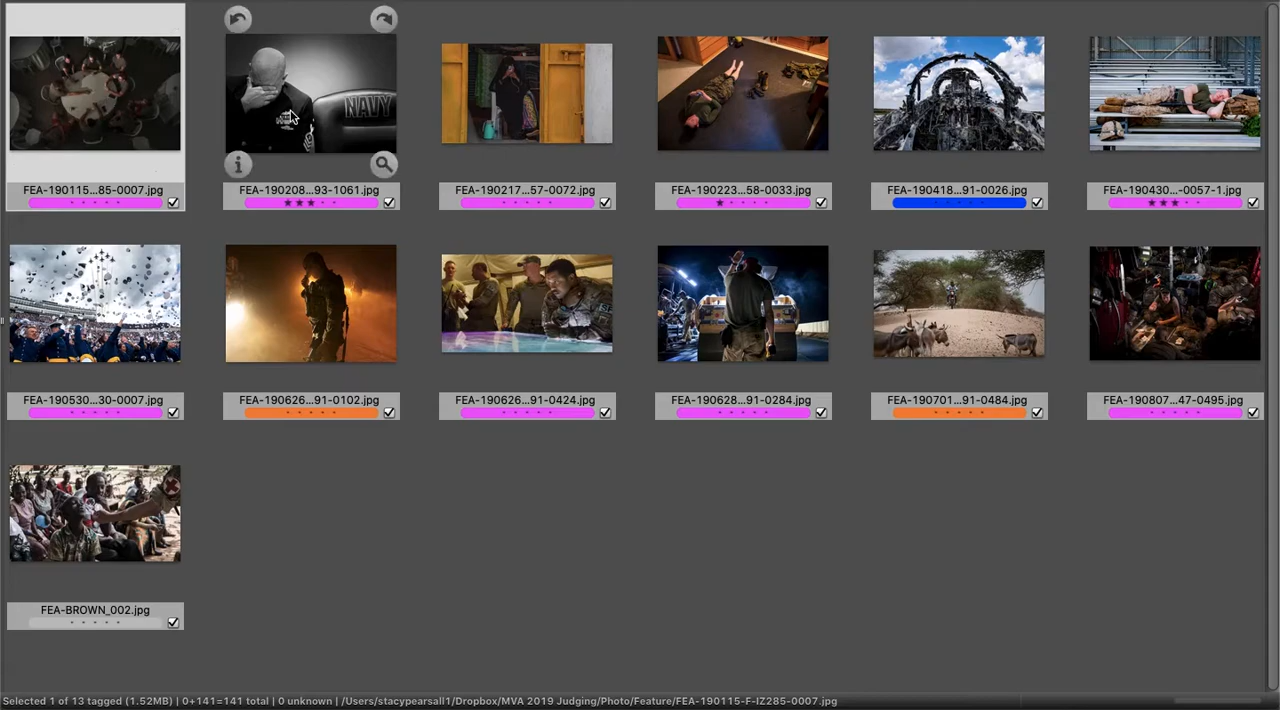 NAVY
FEA-190115...85-0007.jpg
FEA-190208...93-1061.jpg
FEA-190217...57-0072.jpg
FEA-190223...58-0033.jpg
FEA-190418...91-0026.jpg
FEA-190430...-0057-1.jpg
FEA-190530...30-0007.jpg
FEA-190626...91-0102.jpg
FEA-190626...91-0424.jpg
FEA-190628...91-0284.jpg
FEA-190701...91-0484.jpg
FEA-190807...47-0495.jpg
FEA-BROWN_002.jpg
Selected 1 of 13 tagged (1.52MB) | 0+141=141 total | 0 unknown | /Users/stacypearsall1/Dropbox/MVA 2019 Judging/Photo/Feature/FEA-190115-F-IZ285-0007.jpg